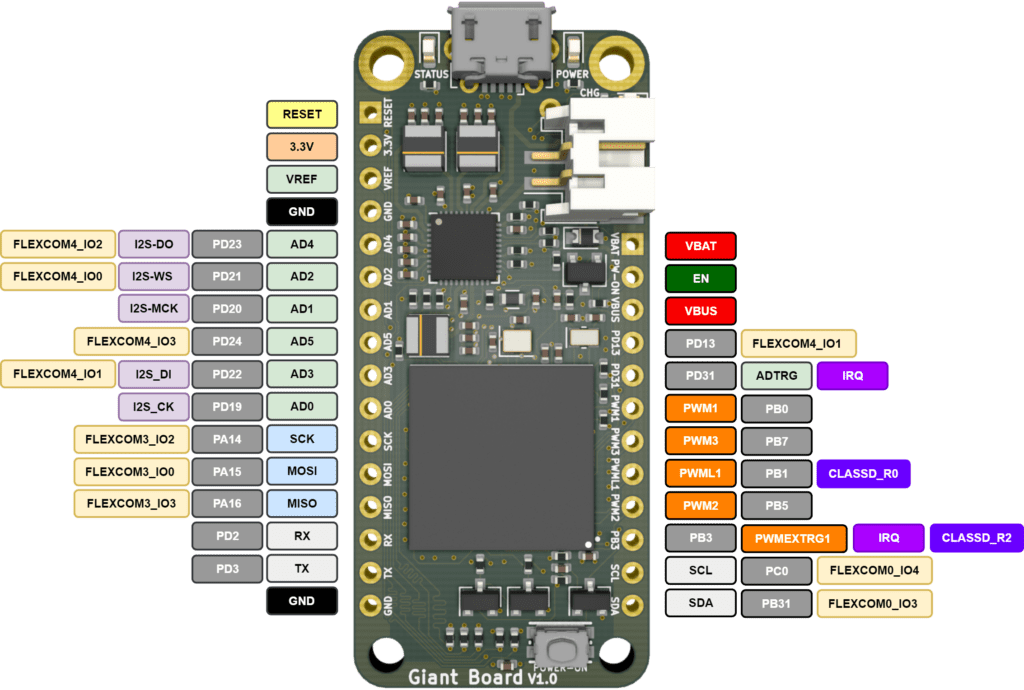 STATUS
POWER
CHG
RESET
3.3V
VREF
GND
FLEXCOM4_IO2 I2S-DO PD23 AD4
FLEXCOM4_IO0 I2S-WS PD21 AD2
I2S-MCK PD20 AD1
FLEXCOM4_IO3 PD24 AD5
FLEXCOM4_IO1 I2S_DI PD22 AD3
I2S_CK PD19 AD0
FLEXCOM3_IO2 PA14 SCK
FLEXCOM3_IO0 PA15 MOSI
FLEXCOM3_IO3 PA16 MISO
PD2 RX
PD3 TX
GND
RESET
3.3V
VREF
GND
AD4
AD2
AD1
AD5
AD3
AD0
SCK
MOSI
MISO
RX
TX
GND
VBAT
PW-ON
VBUS
PD13
PD31
PWM1
PWM3
PWML1
PWM2
PB3
SCL
SDA
VBAT
EN
VBUS
PD13 FLEXCOM4_IO1
PD31 ADTRG IRQ
PWM1 PB0
PWM3 PB7
PWML1 PB1 CLASSD_R0
PWM2 PB5
PB3 PWMEXTRG1 IRQ CLASSD_R2
SCL PC0 FLEXCOM0_IO4
SDA PB31 FLEXCOM0_IO3
POWER-ON
Giant Board v1.0